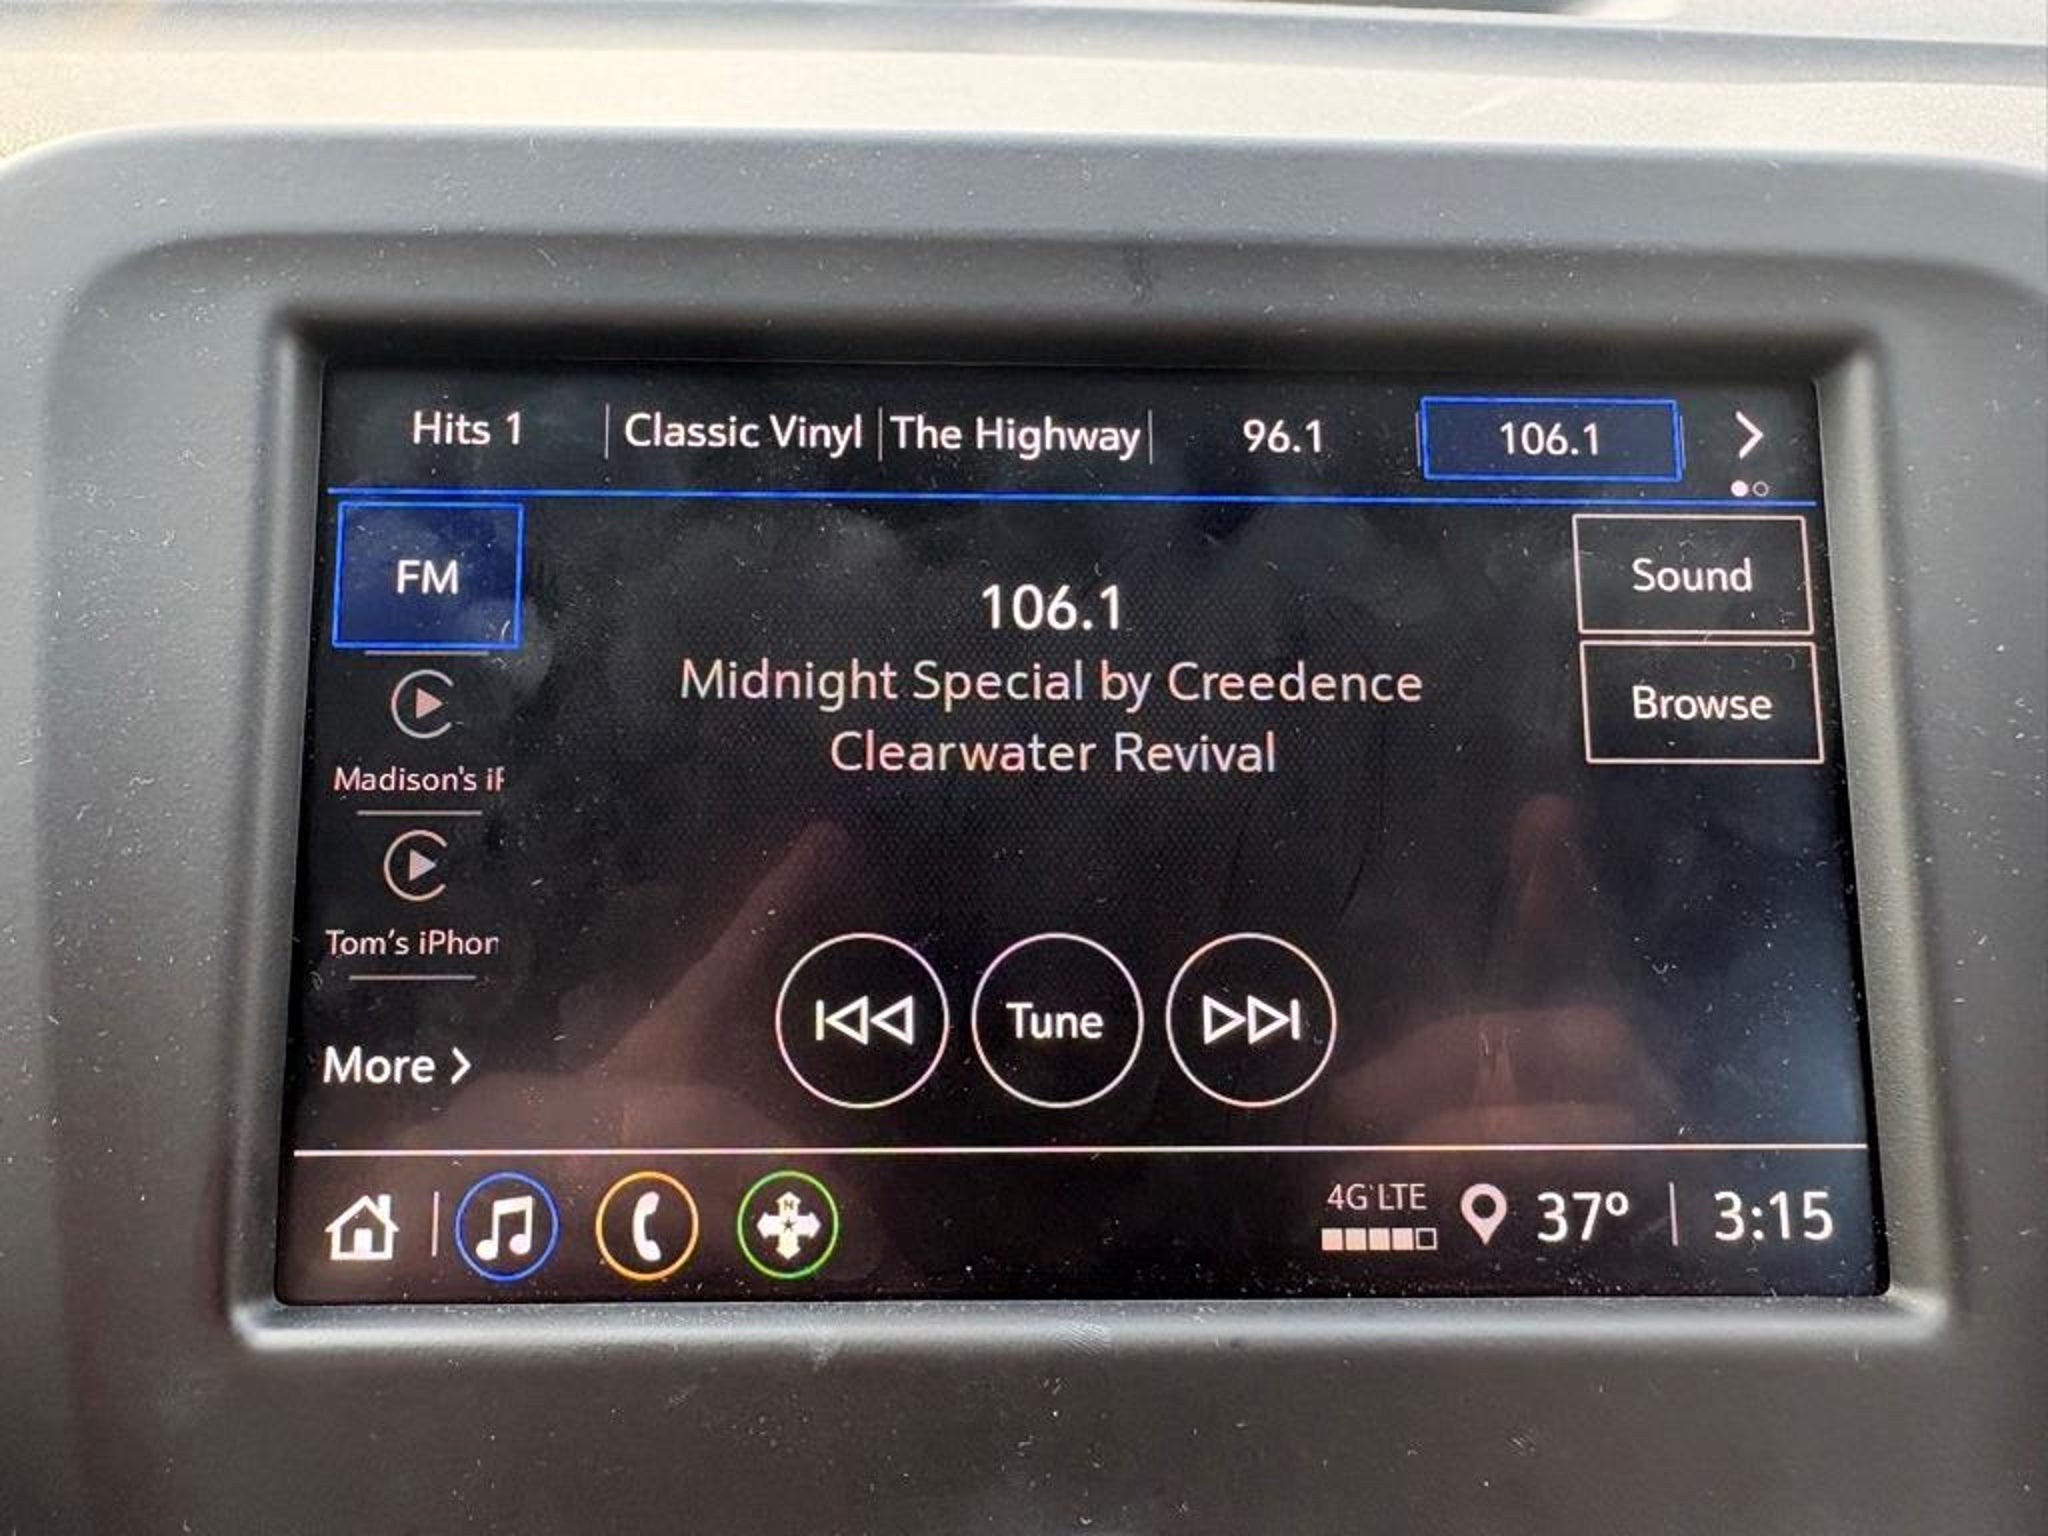 Hits 1 Classic Vinyl The Highway 96.1 106.1
FM
Sound
106.1
Midnight Special by Creedence
Clearwater Revival
Browse
Madison's iP
Tom's iPhon
More
Tune
4G LTE 37° 3:15
N